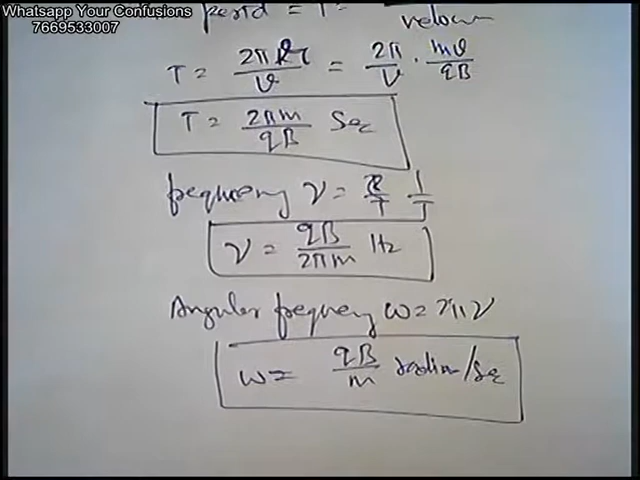 Whatsapp Your Confusions
7669533007
period = T =
T = 2πr/v = 2π/v · mv/qB
T = 2πm/qB Sec
frequency ν = 1/T
ν = qB/2πm Hz
Angular frequency ω = 2πν
ω = qB/m radian/Sec